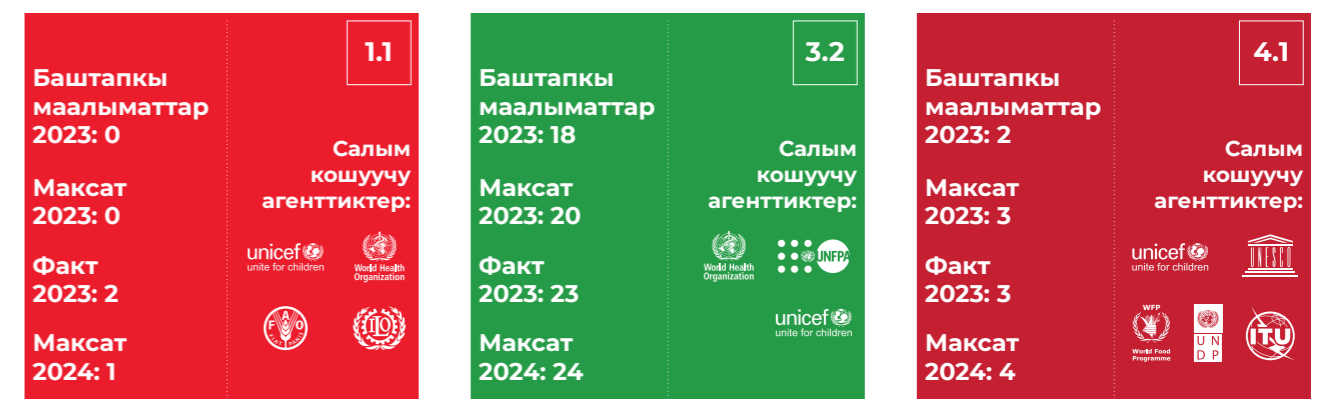 1.1
Баштапкы
маалыматтар
2023: 0
Максат
2023: 0
Факт
2023: 2
Максат
2024: 1
Салым
кошуучу
агенттиктер:
unicef
unite for children
World Health
Organization
F A O
FIAT PANIS
ILO
3.2
Баштапкы
маалыматтар
2023: 18
Максат
2023: 20
Факт
2023: 23
Максат
2024: 24
Салым
кошуучу
агенттиктер:
World Health
Organization
UNFPA
unicef
unite for children
4.1
Баштапкы
маалыматтар
2023: 2
Максат
2023: 3
Факт
2023: 3
Максат
2024: 4
Салым
кошуучу
агенттиктер:
unicef
unite for children
UNESCO
WFP
World Food
Programme
U N
D P
ITU